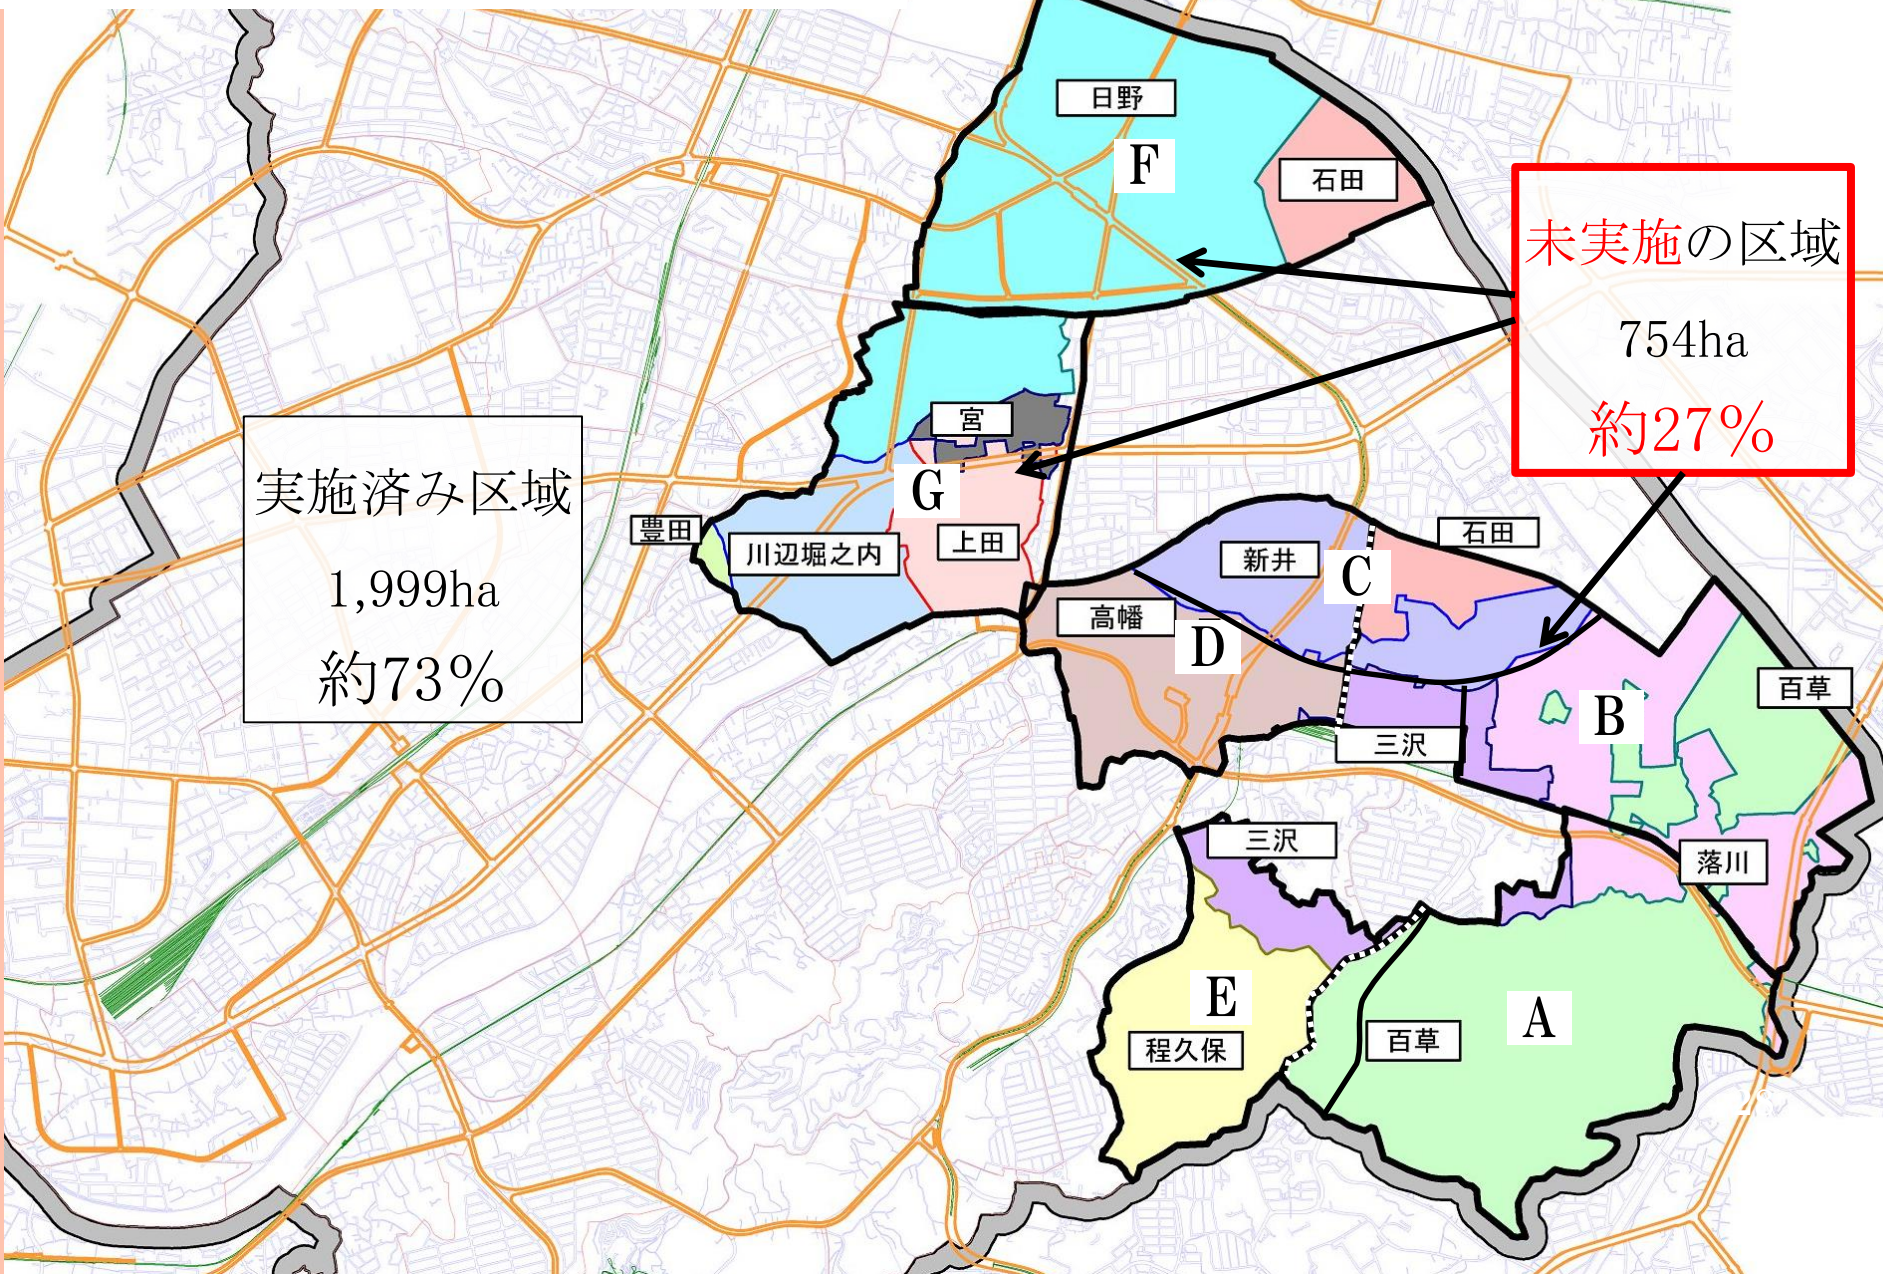 日野
F
石田
未実施の区域
754ha
約27%
宮
実施済み区域
1,999ha
約73%
G
豊田
川辺堀之内
上田
石田
新井
C
高幡
D
百草
B
三沢
三沢
落川
E
A
程久保
百草